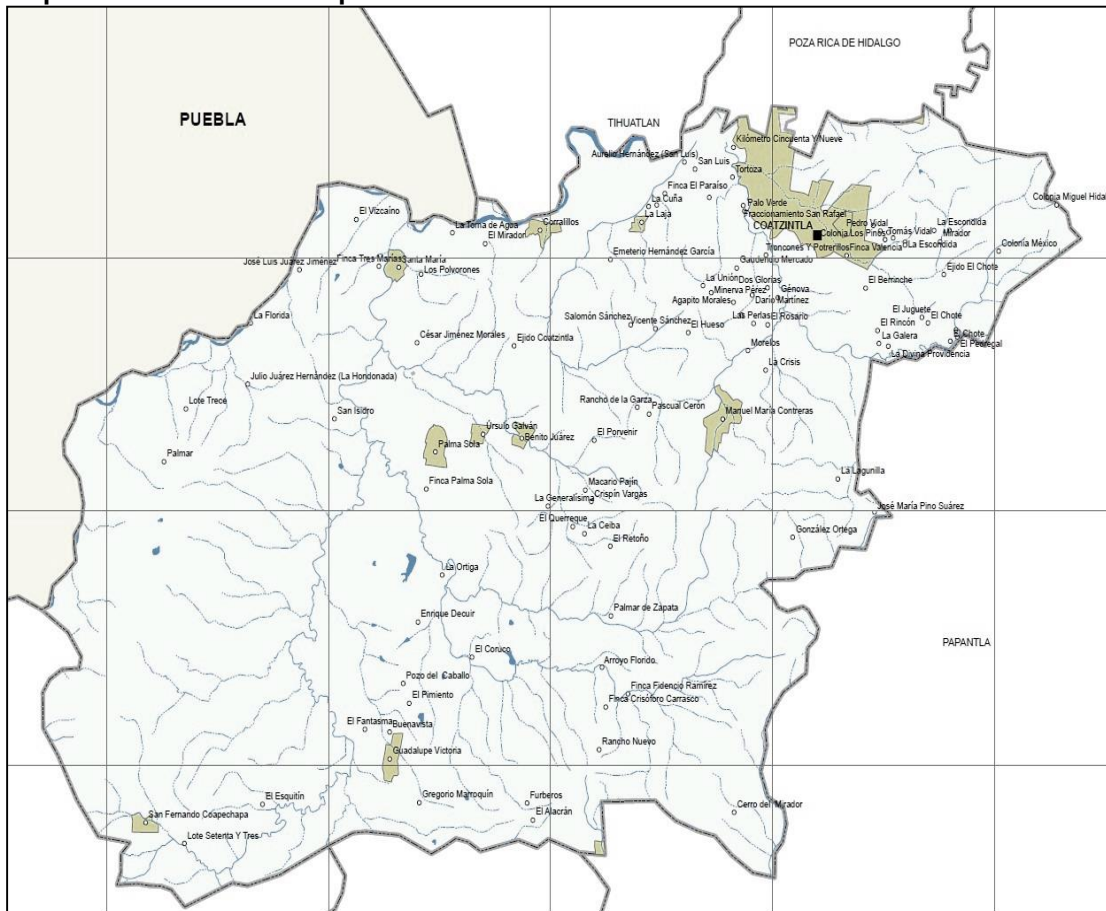 POZA RICA DE HIDALGO
PUEBLA
TIHUATLAN
Kilómetro Cincuenta Y Nueve
Aurelio Hernández (San Luis)
San Luis
Tortoza
Finca El Paraíso
La Cuña
Palo Verde
Colonia Miguel Hidal
El Vizcaíno
La Laja
Fraccionamiento San Rafael
Pedro Vidal
La Escondida
La Toma de Agua
Corralillos
COATZINTLA
Colonia Los Pinos
Tomás Vidal
Mirador
El Mirador
La Escondida
Emeterio Hernández García
Troncones Y Potrerillos
Finca Valencia
Colonia México
José Luis Juárez Jiménez
Finca Tres Marías
Santa María
Gaudencio Mercado
Los Polvorones
Ejido El Chote
La Unión
Dos Glorias
Minerva Pérez
Génova
El Berrinche
Agapito Morales
Darío Martínez
La Florida
Salomón Sánchez
Vicente Sánchez
El Hueso
Las Perlas
El Rosario
El Juguete
El Rincón
El Chote
César Jiménez Morales
Ejido Coatzintla
Morelos
La Galera
El Chote
El Pedregal
La Divina Providencia
La Crisis
Julio Juárez Hernández (La Hondonada)
Lote Trece
San Isidro
Rancho de la Garza
Pascual Cerón
Manuel María Contreras
Úrsulo Galván
Benito Juárez
El Porvenir
Palma Sola
Palmar
La Lagunilla
Finca Palma Sola
Macario Pajín
Crispín Vargas
La Generalísima
José María Pino Suárez
El Querreque
La Ceiba
González Ortega
El Retoño
La Ortiga
Enrique Decuir
Palmar de Zapata
PAPANTLA
El Coruco
Arroyo Florido
Pozo del Caballo
Finca Fidencio Ramírez
El Pimiento
Finca Crisóforo Carrasco
El Fantasma
Buenavista
Rancho Nuevo
Guadalupe Victoria
El Esquitín
Gregorio Marroquín
Furberos
Cerro del Mirador
San Fernando Coapechapa
El Alacrán
Lote Setenta Y Tres